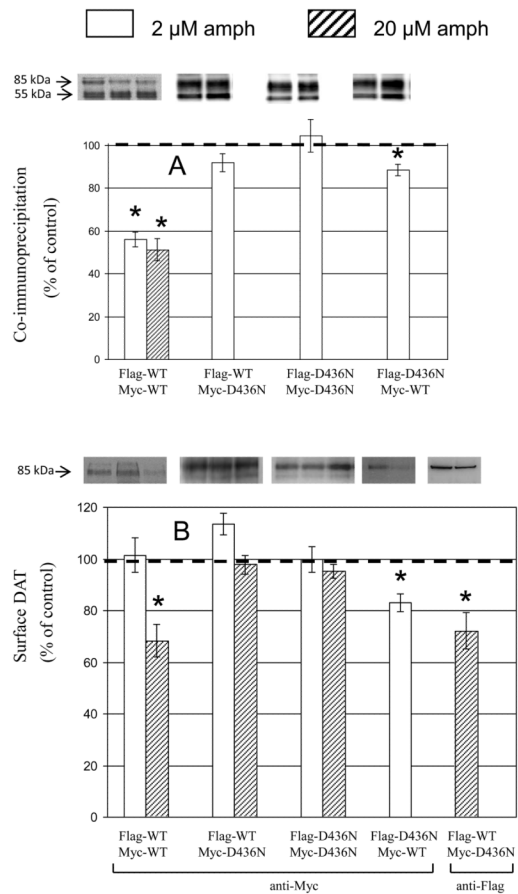 2 µM amph 20 µM amph
85 kDa
55 kDa
Co-immunoprecipitation
(% of control)
100
80
60
40
20
0
A
* * *
Flag-WT Flag-WT Flag-D436N Flag-D436N
Myc-WT Myc-D436N Myc-D436N Myc-WT
85 kDa
Surface DAT
(% of control)
120
100
80
60
40
20
0
B
* * *
Flag-WT Flag-WT Flag-D436N Flag-D436N Flag-WT
Myc-WT Myc-D436N Myc-D436N Myc-WT Myc-D436N
anti-Myc anti-Flag